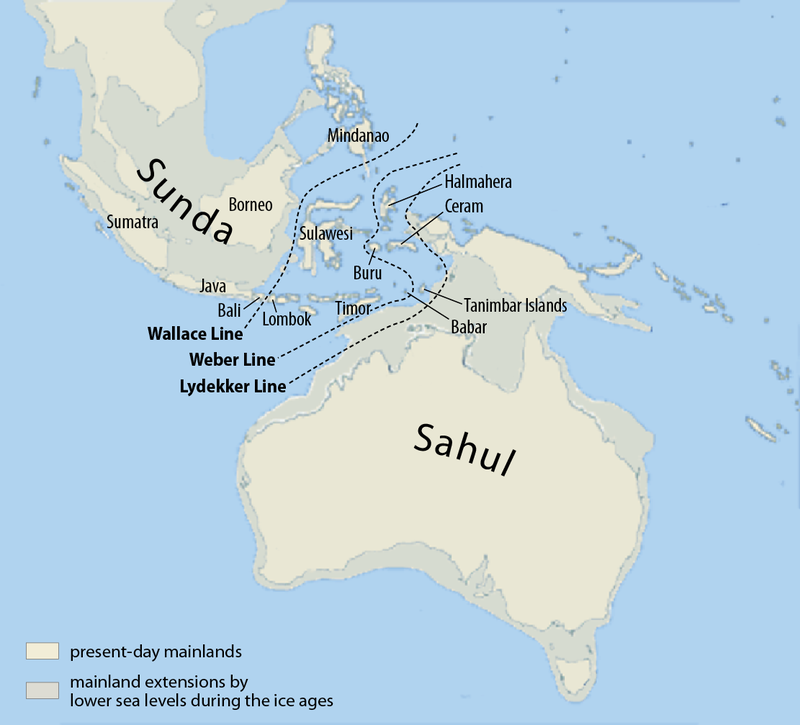 Mindanao
Halmahera
Ceram
Sunda
Borneo
Sumatra
Sulawesi
Buru
Java
Bali
Lombok
Timor
Tanimbar Islands
Babar
Wallace Line
Weber Line
Lydekker Line
Sahul
present-day mainlands
mainland extensions by
lower sea levels during the ice ages